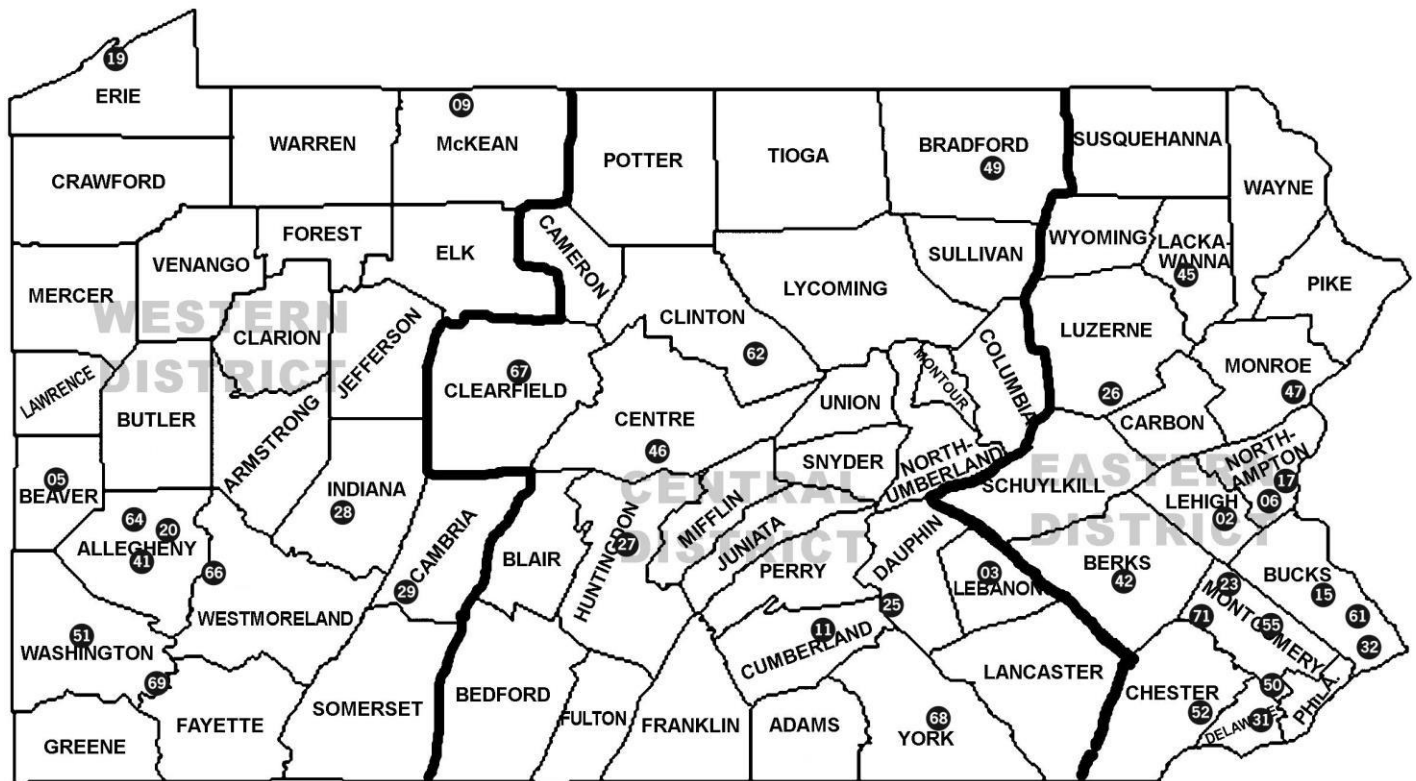 19
ERIE
09
WARREN
McKEAN
POTTER
TIOGA
BRADFORD
49
SUSQUEHANNA
CRAWFORD
WAYNE
FOREST
ELK
CAMERON
SULLIVAN
WYOMING
LACKA-
WANNA
45
VENANGO
MERCER
LYCOMING
PIKE
WESTERN
DISTRICT
CLARION
JEFFERSON
CLINTON
62
COLUMBIA
LUZERNE
LAWRENCE
CLEARFIELD
67
MONTOUR
MONROE
47
26
BUTLER
ARMSTRONG
CENTRE
46
UNION
CARBON
SNYDER
NORTH-
UMBERLAND
NORTH-
AMPTON
17
06
05
BEAVER
INDIANA
28
CENTRAL
DISTRICT
EASTERN
DISTRICT
SCHUYLKILL
LEHIGH
02
64
20
ALLEGHENY
41
66
CAMBRIA
29
BLAIR
HUNTINGDON
27
MIFFLIN
JUNIATA
PERRY
DAUPHIN
03
LEBANON
BERKS
42
BUCKS
15
61
32
23
MONTGOMERY
55
71
WESTMORELAND
25
51
WASHINGTON
69
11
CUMBERLAND
LANCASTER
CHESTER
52
50
DELAWARE
31
PHILA.
GREENE
FAYETTE
SOMERSET
BEDFORD
FULTON
FRANKLIN
ADAMS
YORK
68